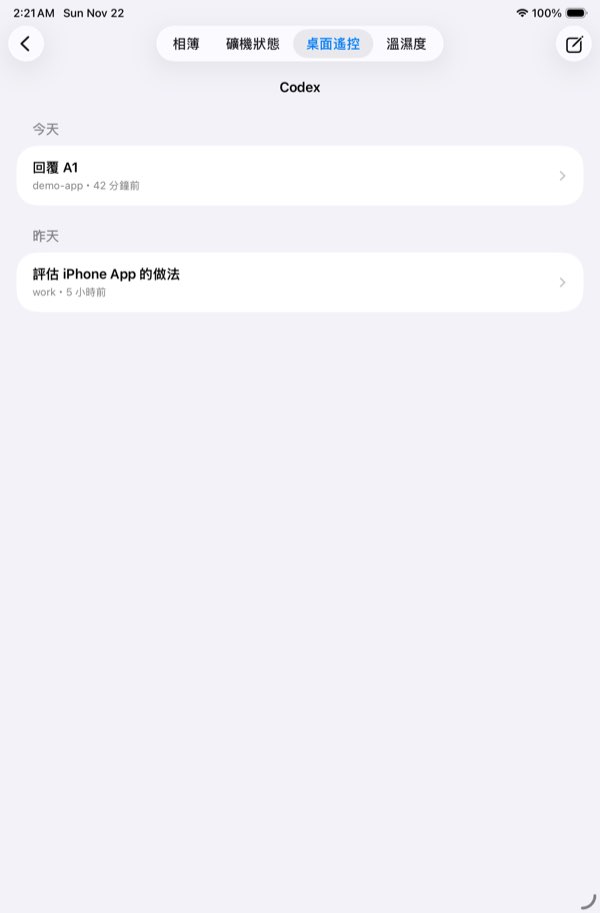 2:21 AM Sun Nov 22 100%
相簿 礦機狀態 桌面遙控 溫濕度
Codex
今天
回覆 A1
demo-app • 42 分鐘前
昨天
評估 iPhone App 的做法
work • 5 小時前